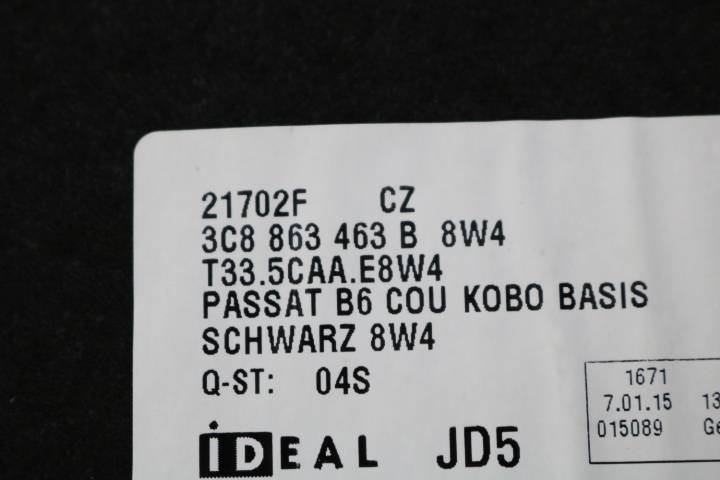 21702F CZ
3C8 863 463 B 8W4
T33.5CAA.E8W4
PASSAT B6 COU KOBO BASIS
SCHWARZ 8W4
Q-ST: 04S
iDEAL JD5
1671
7.01.15 13
015089 Ge